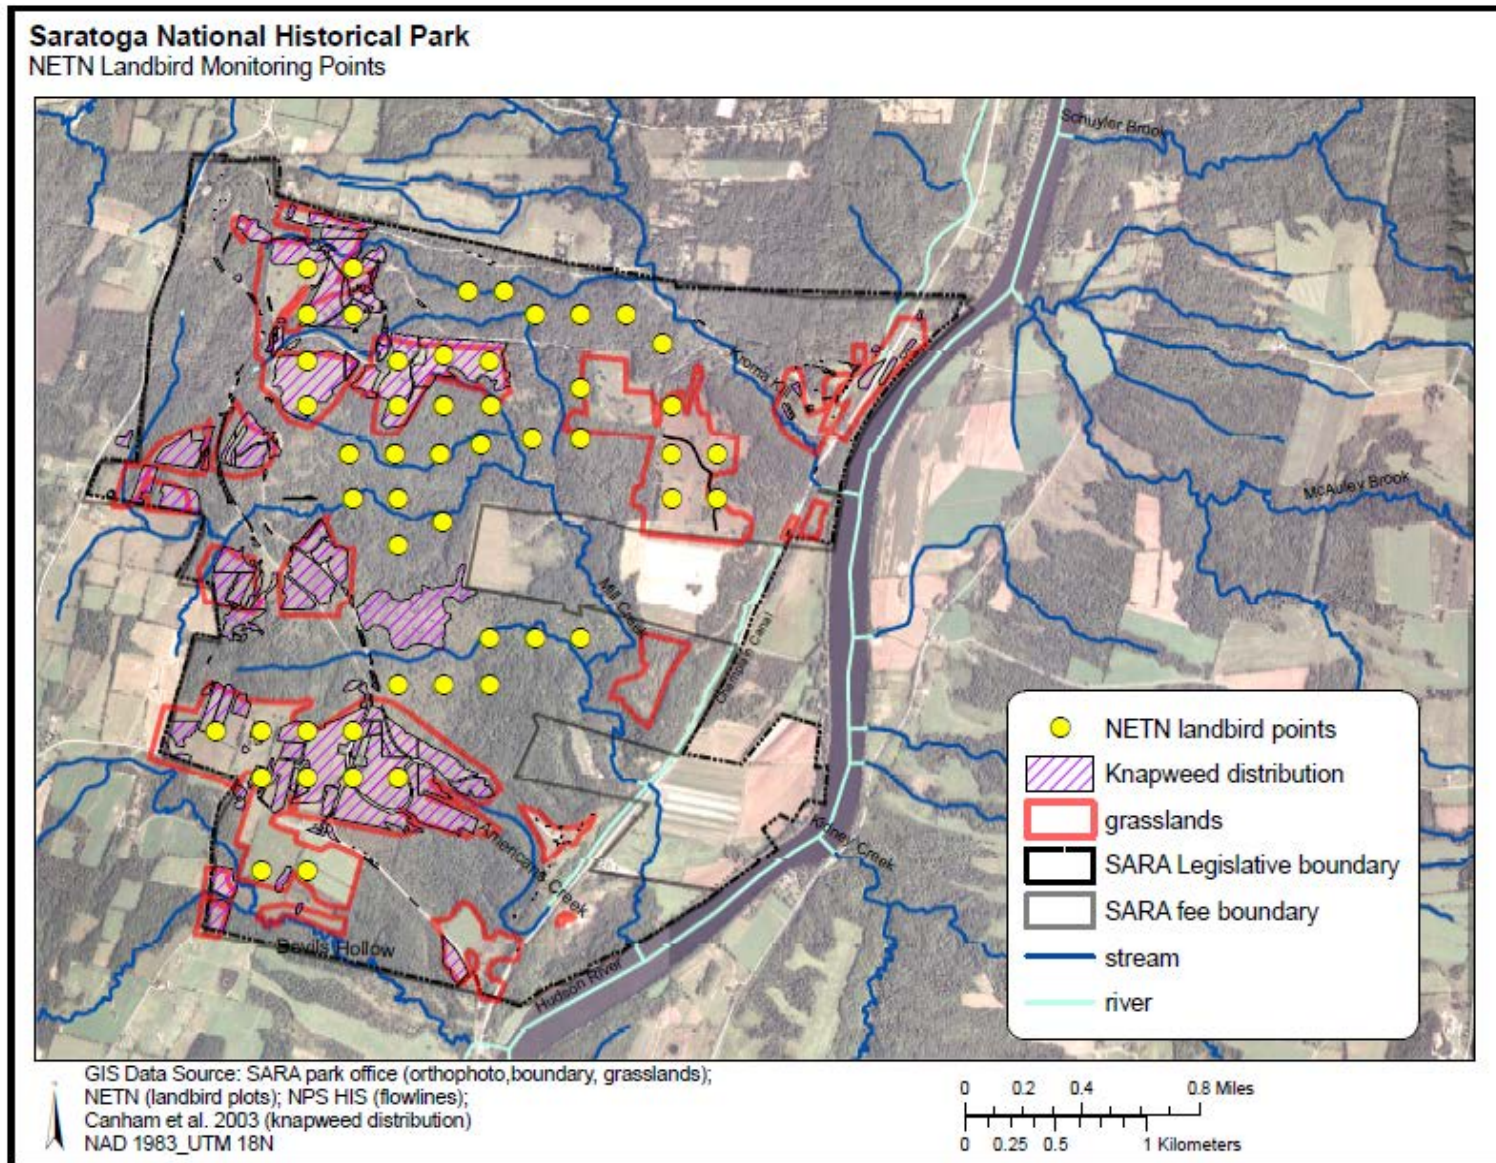 Saratoga National Historical Park
NETN Landbird Monitoring Points
Schuyler Brook
Kroma Kill
McAuley Brook
Mill Creek
Champlain Canal
NETN landbird points
Knapweed distribution
grasslands
SARA Legislative boundary
SARA fee boundary
stream
river
Kidney Creek
Americans Creek
Devils Hollow
Hudson River
GIS Data Source: SARA park office (orthophoto,boundary, grasslands);
NETN (landbird plots); NPS HIS (flowlines);
Canham et al. 2003 (knapweed distribution)
NAD 1983_UTM 18N
0 0.2 0.4 0.8 Miles
0 0.25 0.5 1 Kilometers